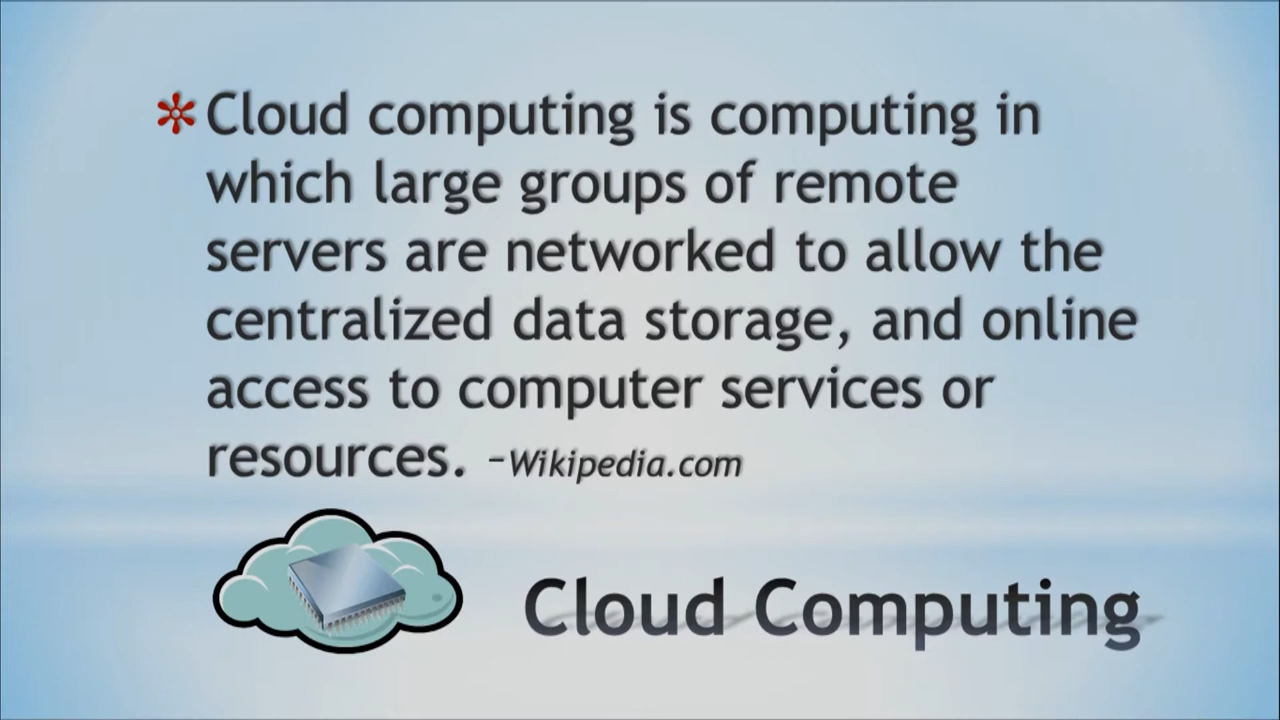 * Cloud computing is computing in
which large groups of remote
servers are networked to allow the
centralized data storage, and online
access to computer services or
resources. –Wikipedia.com
Cloud Computing